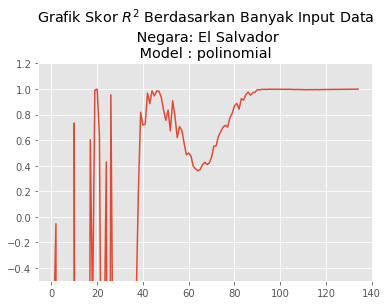 Grafik Skor R² Berdasarkan Banyak Input Data
Negara: El Salvador
Model : polinomial
1.2
1.0
0.8
0.6
0.4
0.2
0.0
−0.2
−0.4
0 20 40 60 80 100 120 140